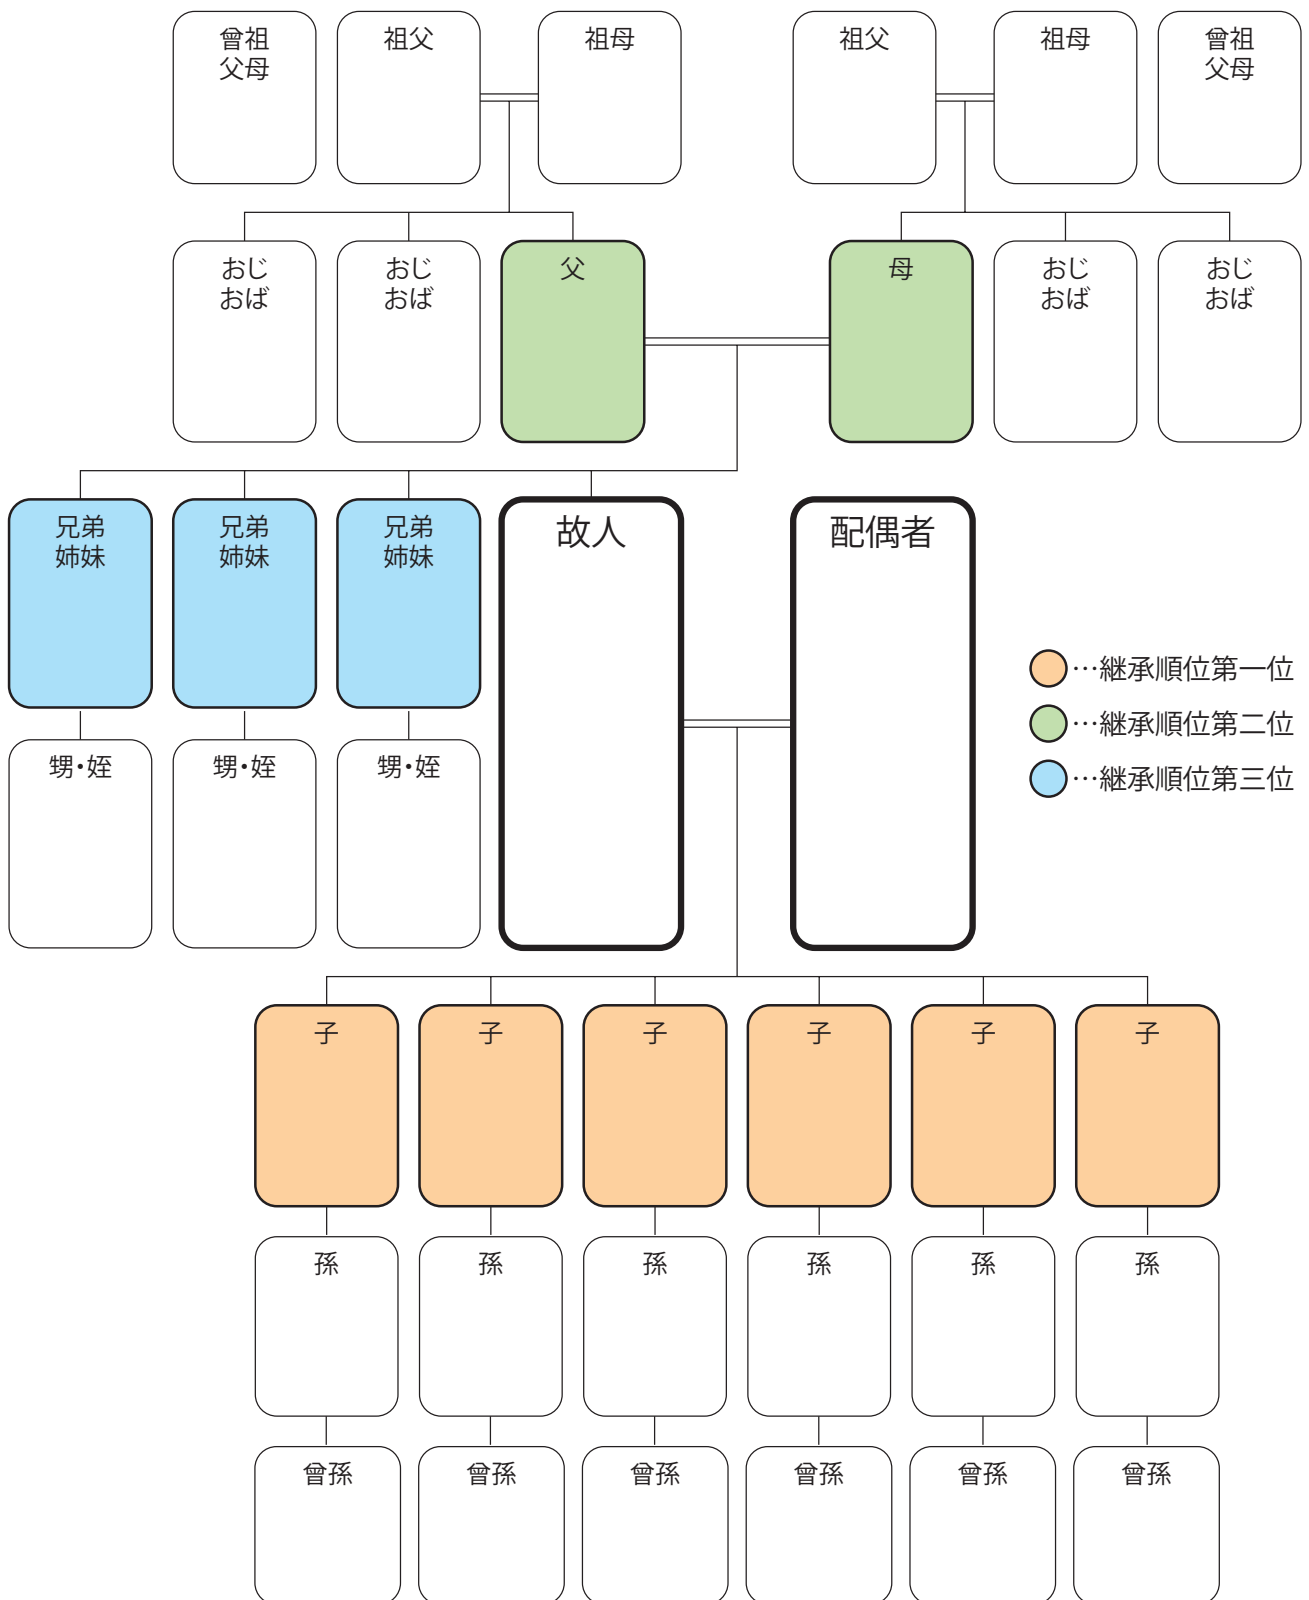 曾祖
父母
祖父
祖母
祖父
祖母
曾祖
父母
おじ
おば
おじ
おば
父
母
おじ
おば
おじ
おば
兄弟
姉妹
兄弟
姉妹
兄弟
姉妹
故人
配偶者
…継承順位第一位
…継承順位第二位
…継承順位第三位
甥・姪
甥・姪
甥・姪
子
子
子
子
子
子
孫
孫
孫
孫
孫
孫
曾孫
曾孫
曾孫
曾孫
曾孫
曾孫